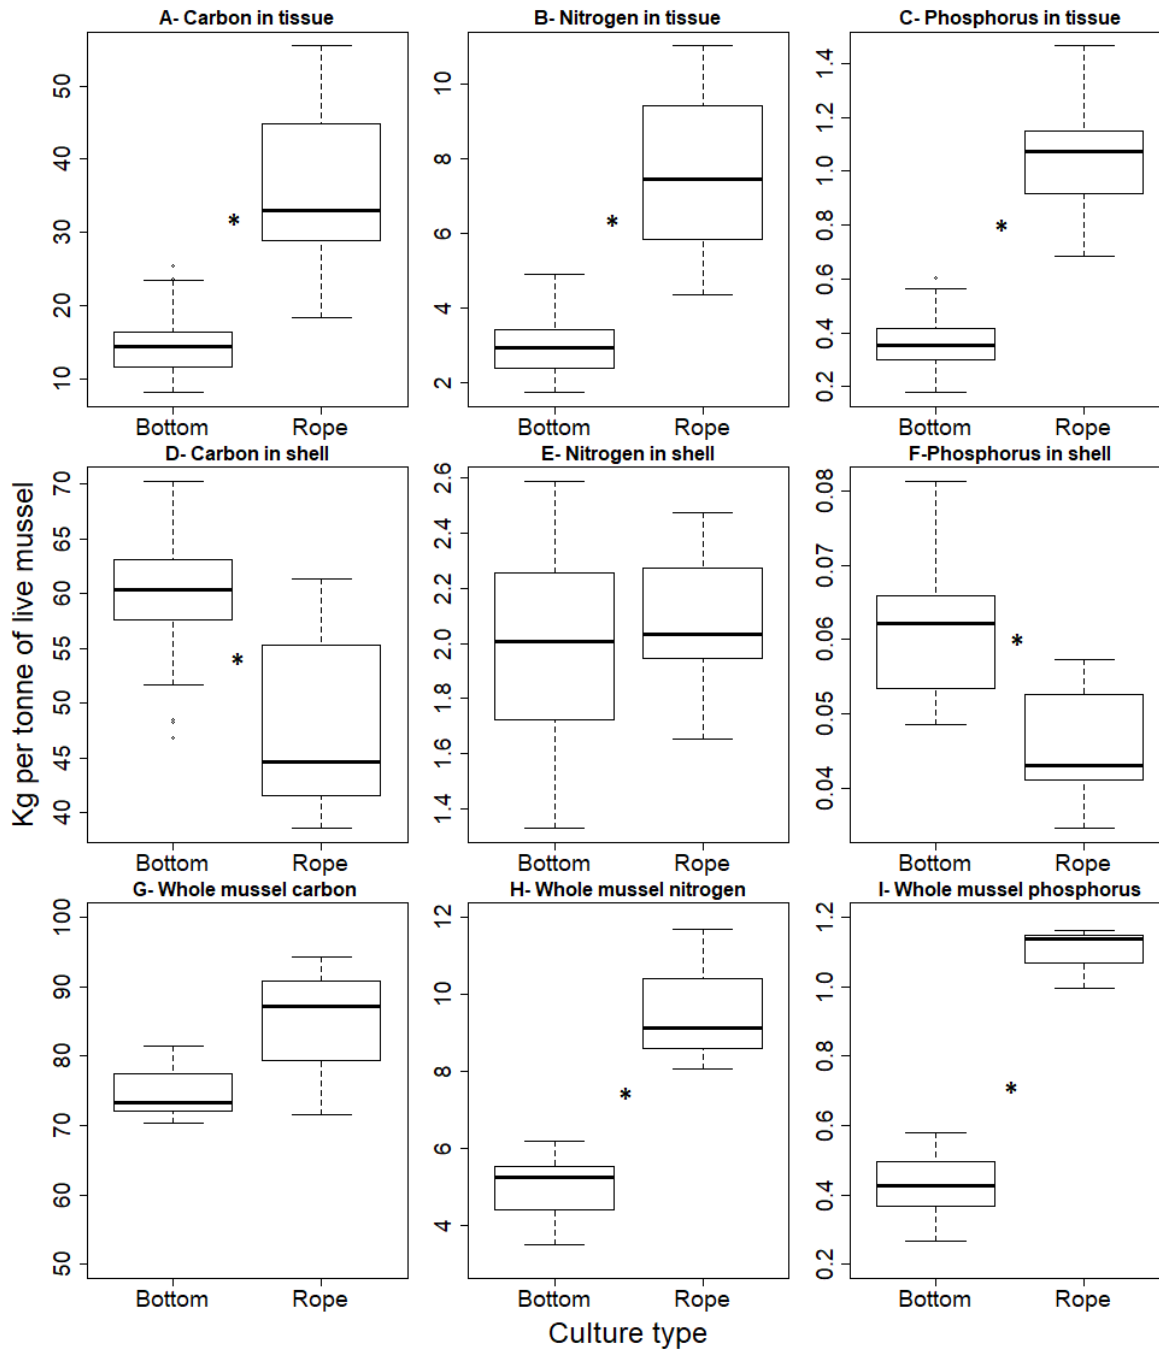 A- Carbon in tissue
B- Nitrogen in tissue
C- Phosphorus in tissue
50
40
30
20
10
*
Bottom Rope
10
8
6
4
2
*
Bottom Rope
1.4
1.2
1.0
0.8
0.6
0.4
0.2
*
Bottom Rope
Kg per tonne of live mussel
D- Carbon in shell
E- Nitrogen in shell
F-Phosphorus in shell
70
65
60
55
50
45
40
*
Bottom Rope
2.6
2.4
2.2
2.0
1.8
1.6
1.4
Bottom Rope
0.08
0.07
0.06
0.05
0.04
*
Bottom Rope
G- Whole mussel carbon
H- Whole mussel nitrogen
I- Whole mussel phosphorus
100
90
80
70
60
50
Bottom Rope
12
10
8
6
4
*
Bottom Rope
1.2
1.0
0.6
0.4
0.2
*
Bottom Rope
Culture type